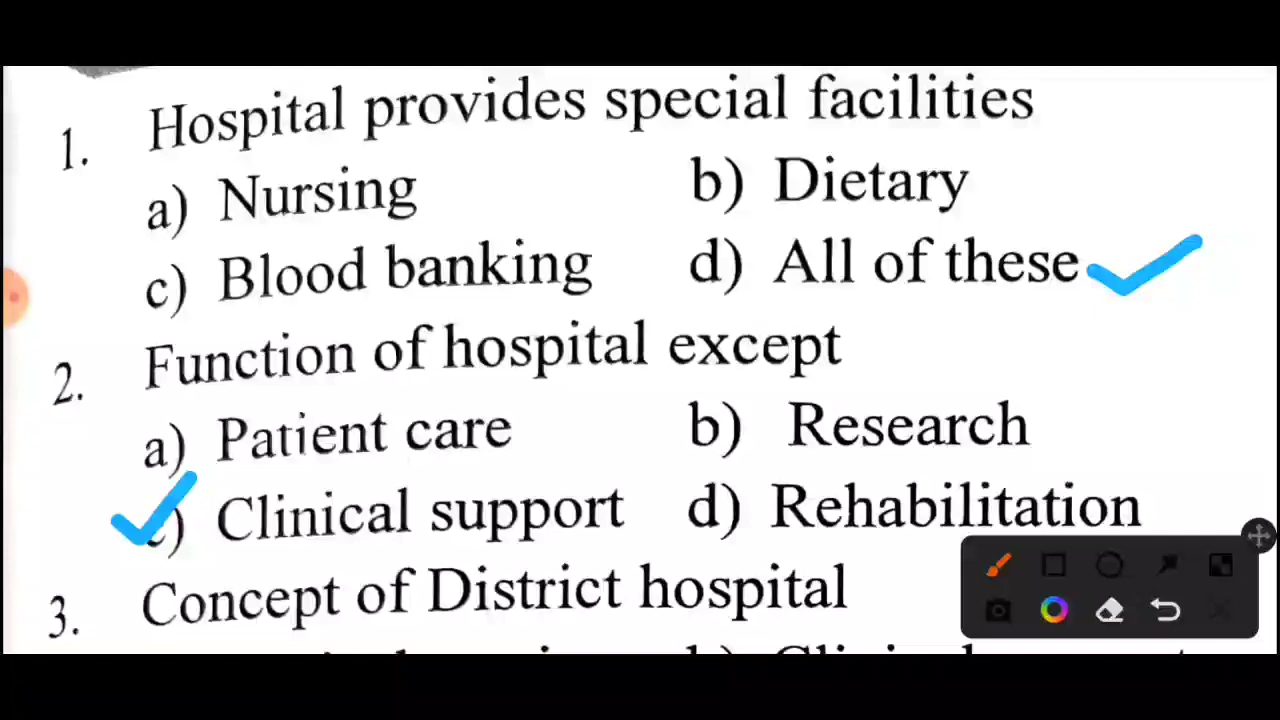 1. Hospital provides special facilities
a) Nursing b) Dietary
c) Blood banking d) All of these
2. Function of hospital except
a) Patient care b) Research
c) Clinical support d) Rehabilitation
3. Concept of District hospital